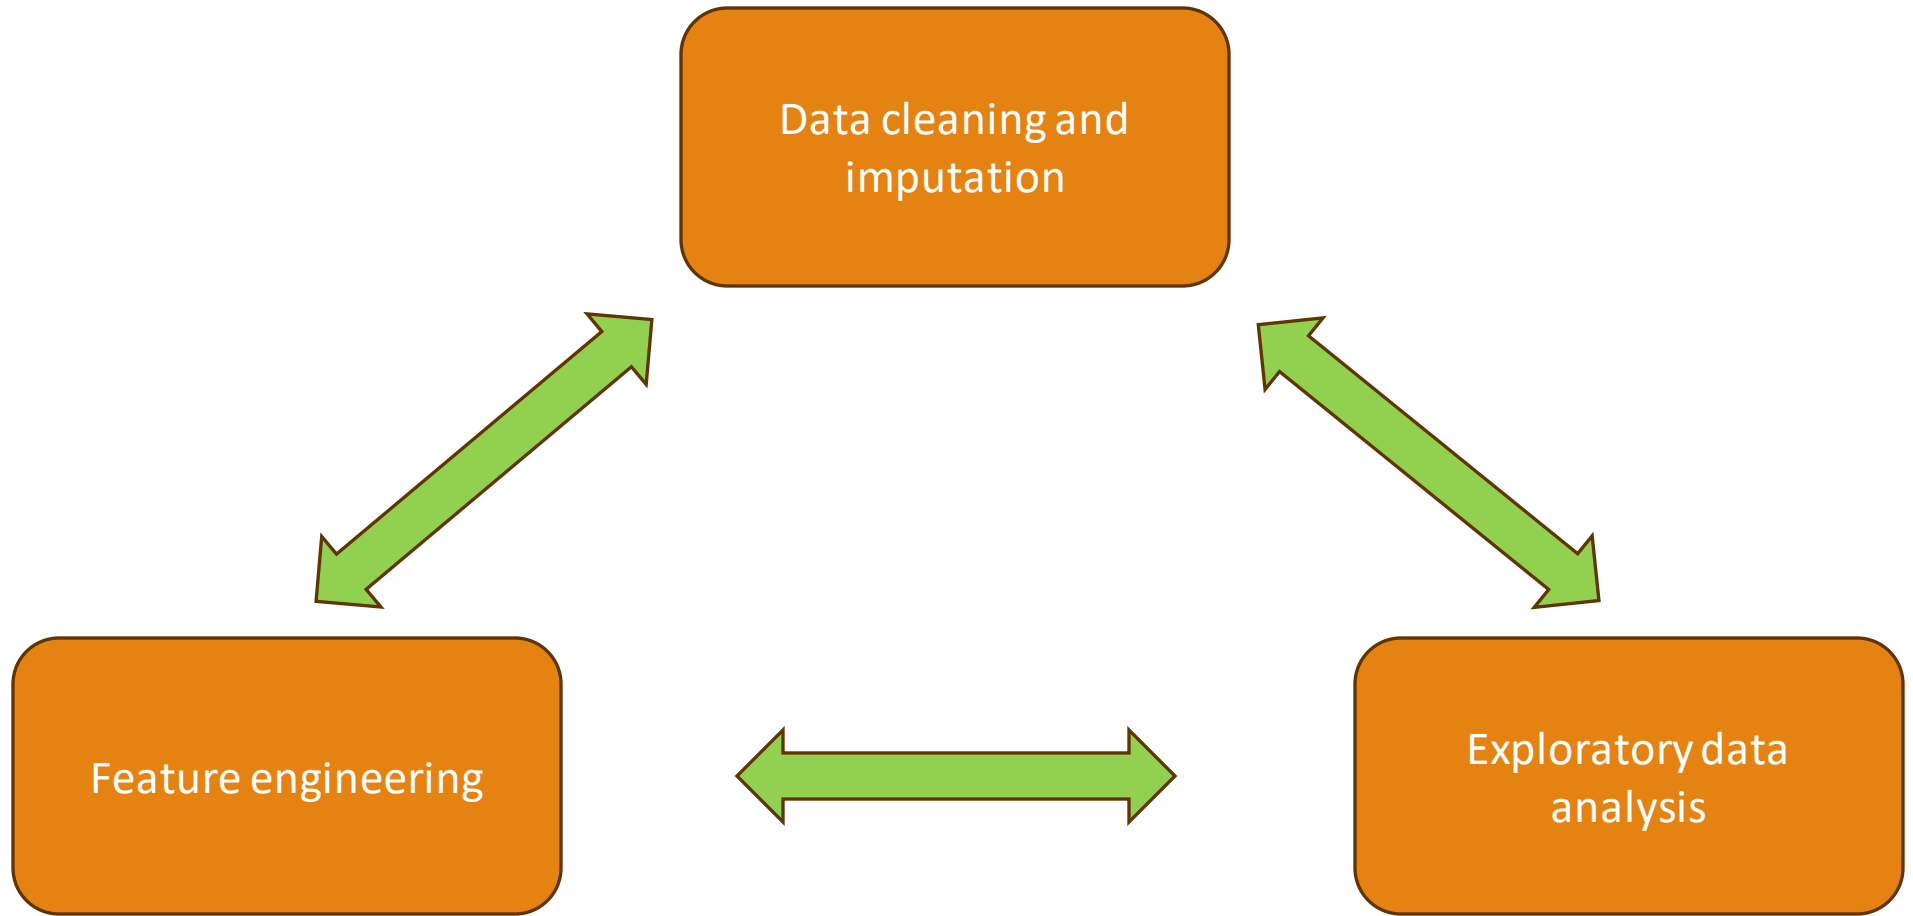 Data cleaning and
imputation
Feature engineering
Exploratory data
analysis